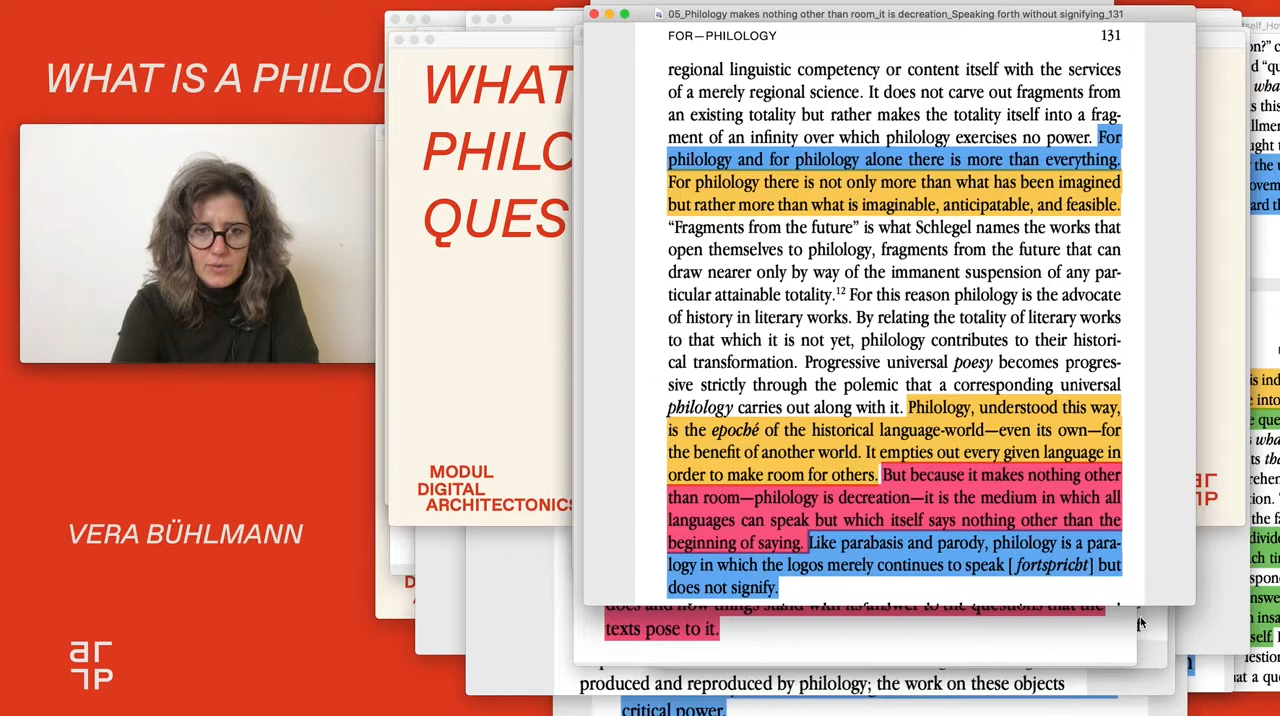 WHAT IS A PHILOL
VERA BÜHLMANN
WHAT
PHILO
QUES
MODUL
DIGITAL
ARCHITECTONICS
05_Philology makes nothing other than room_it is decreation_Speaking forth without signifying_131
FOR—PHILOLOGY 131
regional linguistic competency or content itself with the services
of a merely regional science. It does not carve out fragments from
an existing totality but rather makes the totality itself into a frag-
ment of an infinity over which philology exercises no power. For
philology and for philology alone there is more than everything.
For philology there is not only more than what has been imagined
but rather more than what is imaginable, anticipatable, and feasible.
“Fragments from the future” is what Schlegel names the works that
open themselves to philology, fragments from the future that can
draw nearer only by way of the immanent suspension of any par-
ticular attainable totality.12 For this reason philology is the advocate
of history in literary works. By relating the totality of literary works
to that which it is not yet, philology contributes to their histori-
cal transformation. Progressive universal poesy becomes progres-
sive strictly through the polemic that a corresponding universal
philology carries out along with it. Philology, understood this way,
is the epoché of the historical language-world—even its own—for
the benefit of another world. It empties out every given language in
order to make room for others. But because it makes nothing other
than room—philology is decreation—it is the medium in which all
languages can speak but which itself says nothing other than the
beginning of saying. Like parabasis and parody, philology is a para-
logy in which the logos merely continues to speak [fortspricht] but
does not signify.
does and how things stand with its answer to the questions that the
texts pose to it.
produced and reproduced by philology; the work on these objects
critical power.